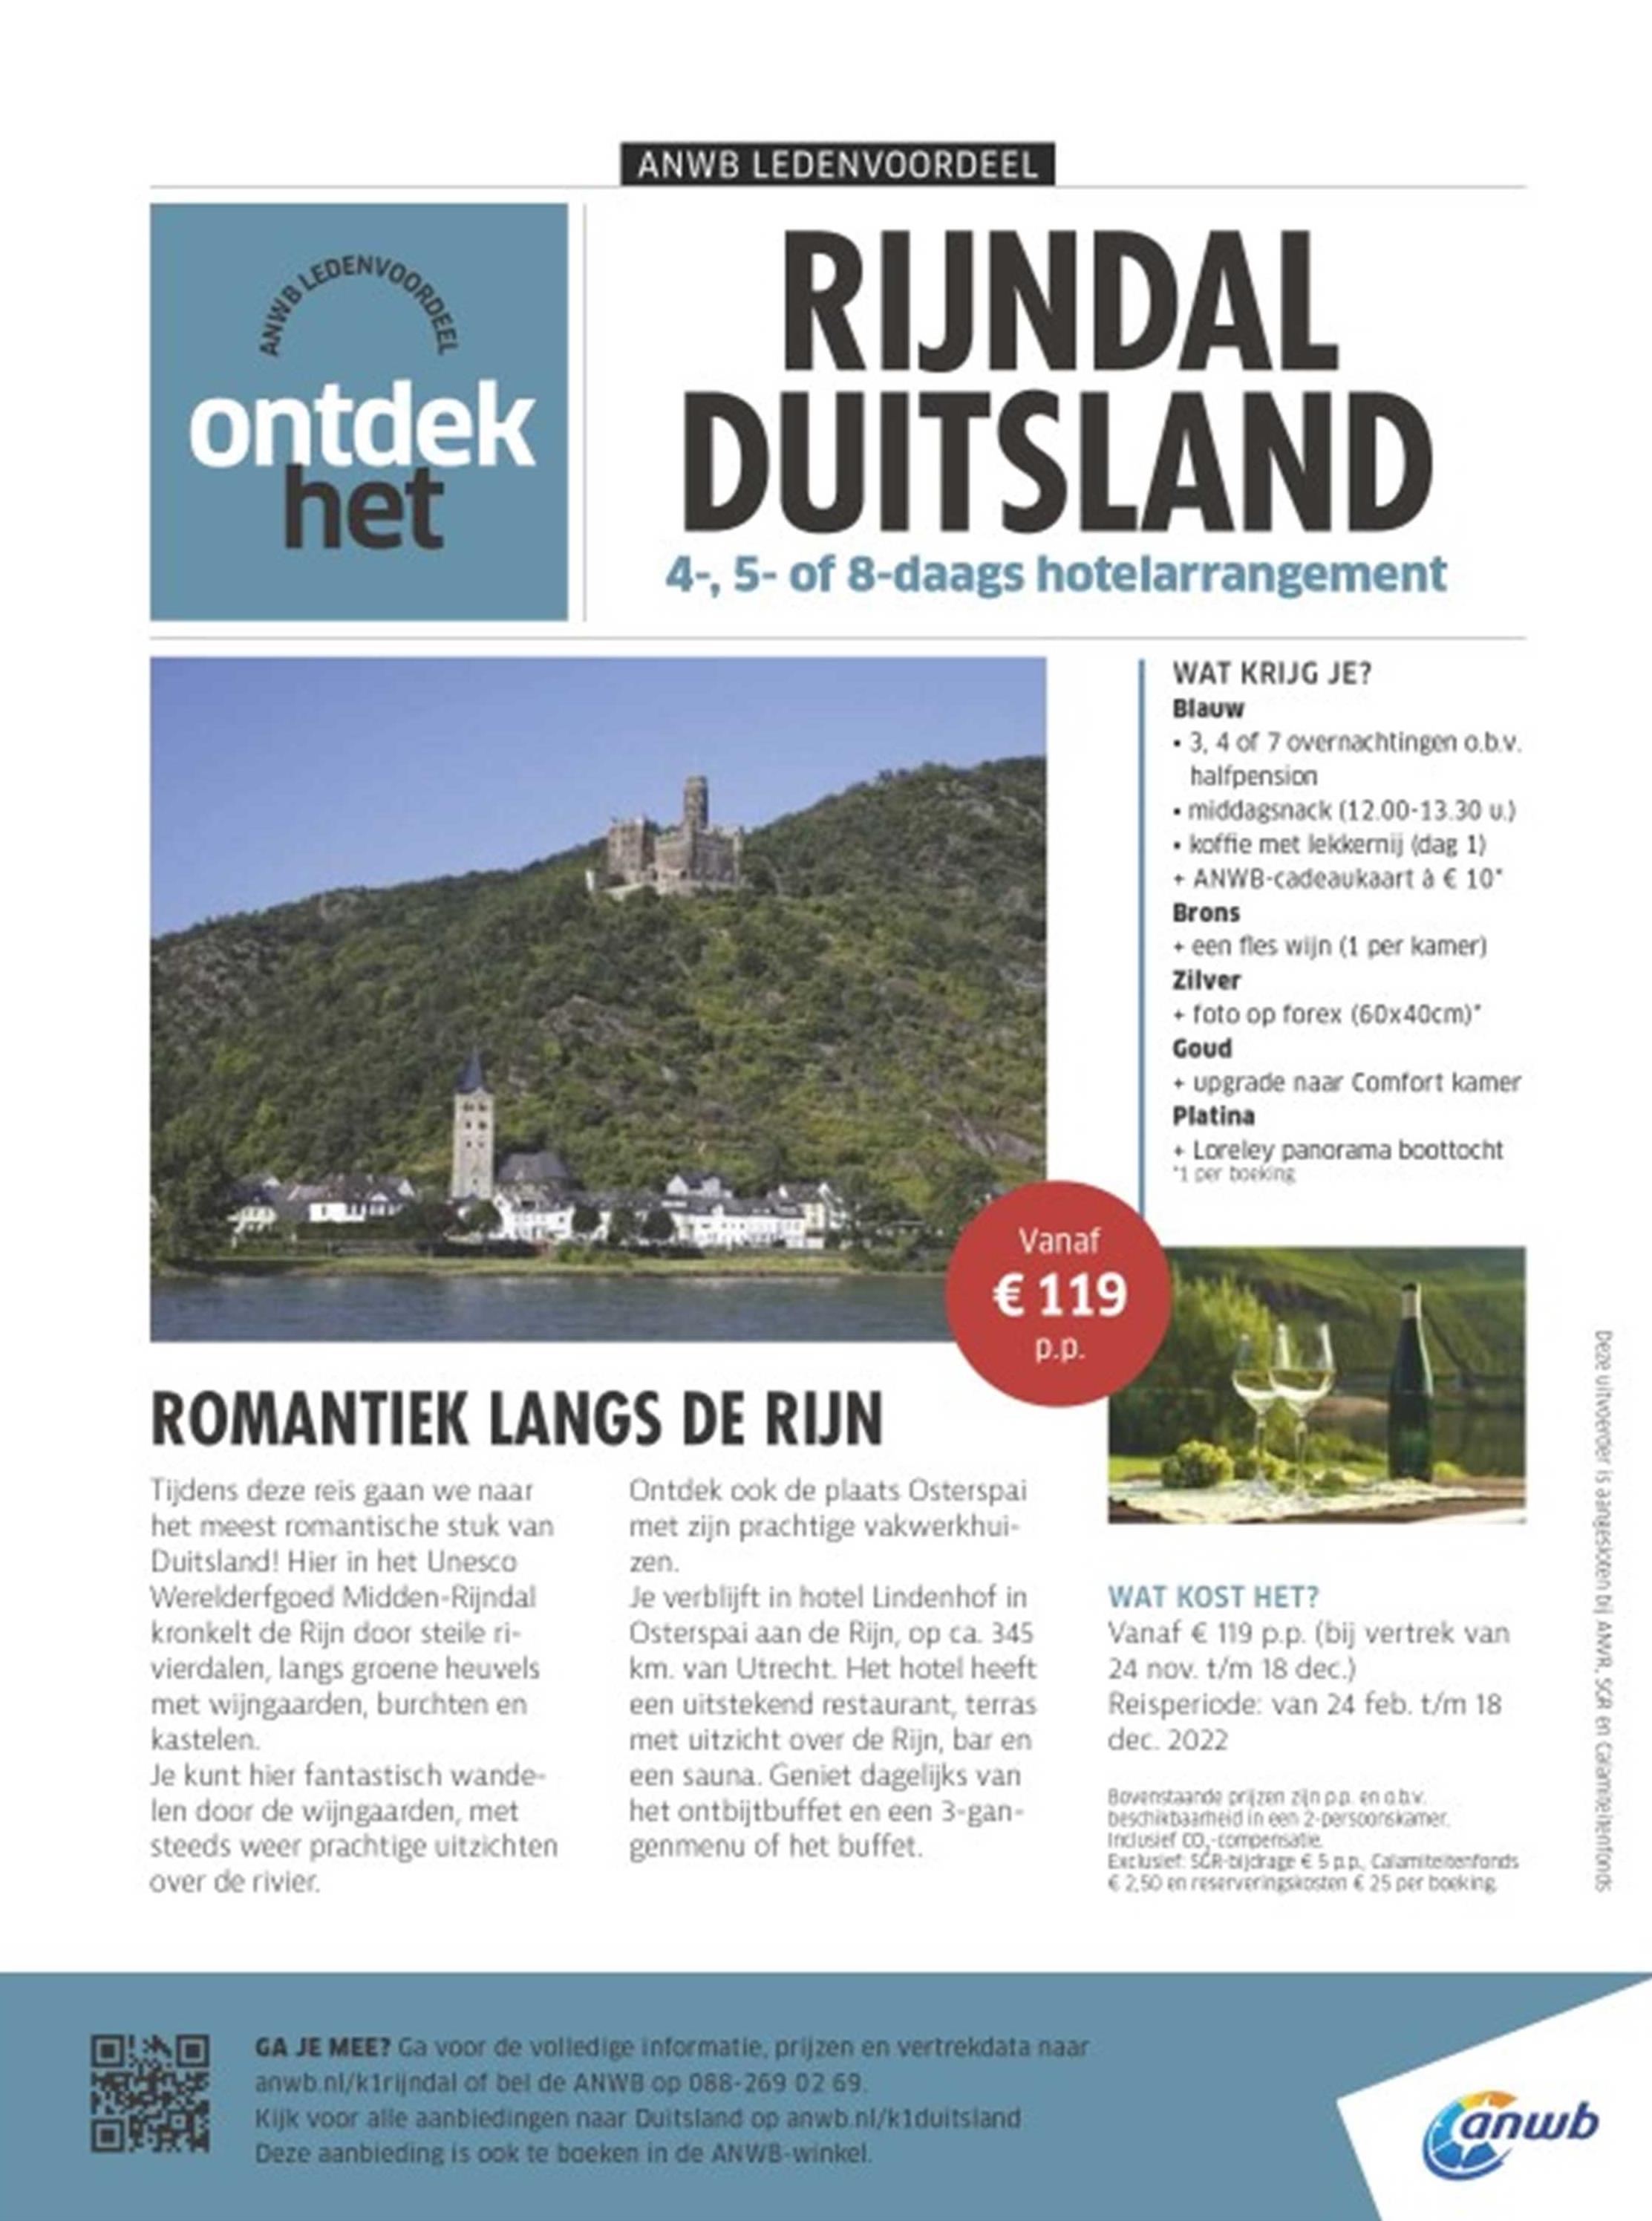 ANWB LEDENVOORDEEL
ANWB LEDENVOORDEEL
ontdek
het
RIJNDAL
DUITSLAND
4-, 5- of 8-daags hotelarrangement
WAT KRIJG JE?
Blauw
• 3, 4 of 7 overnachtingen o.b.v.
halfpension
• middagsnack (12.00-13.30 u.)
• koffie met lekkernij (dag 1)
+ ANWB-cadeaukaart à € 10*
Brons
+ een fles wijn (1 per kamer)
Zilver
+ foto op forex (60x40cm)*
Goud
+ upgrade naar Comfort kamer
Platina
+ Loreley panorama boottocht
*1 per boeking
Vanaf
€ 119
p.p.
ROMANTIEK LANGS DE RIJN
Tijdens deze reis gaan we naar
het meest romantische stuk van
Duitsland! Hier in het Unesco
Werelderfgoed Midden-Rijndal
kronkelt de Rijn door steile ri-
vierdalen, langs groene heuvels
met wijngaarden, burchten en
kastelen.
Je kunt hier fantastisch wande-
len door de wijngaarden, met
steeds weer prachtige uitzichten
over de rivier.
Ontdek ook de plaats Osterspai
met zijn prachtige vakwerkhui-
zen.
Je verblijft in hotel Lindenhof in
Osterspai aan de Rijn, op ca. 345
km. van Utrecht. Het hotel heeft
een uitstekend restaurant, terras
met uitzicht over de Rijn, bar en
een sauna. Geniet dagelijks van
het ontbijtbuffet en een 3-gan-
genmenu of het buffet.
WAT KOST HET?
Vanaf € 119 p.p. (bij vertrek van
24 nov. t/m 18 dec.)
Reisperiode: van 24 feb. t/m 18
dec. 2022
Bovenstaande prijzen zijn p.p. en o.b.v.
beschikbaarheid in een 2-persoonskamer.
Inclusief CO₂-compensatie.
Exclusief: SGR-bijdrage € 5 p.p., Calamiteitenfonds
€ 2,50 en reserveringskosten € 25 per boeking.
Deze uitvoerder is aangesloten bij ANVR, SGR en Calamiteitenfonds
GA JE MEE? Ga voor de volledige informatie, prijzen en vertrekdata naar
anwb.nl/k1rijndal of bel de ANWB op 088-269 02 69.
Kijk voor alle aanbiedingen naar Duitsland op anwb.nl/k1duitsland
Deze aanbieding is ook te boeken in de ANWB-winkel.
anwb